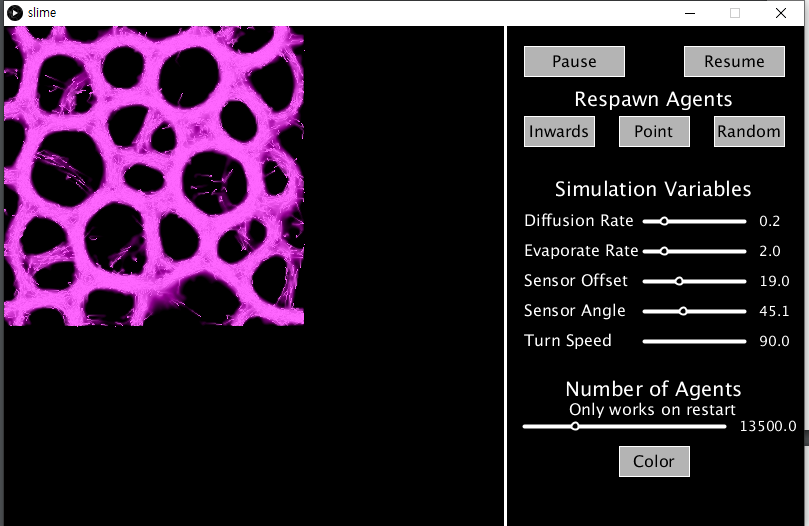 slime
Pause Resume
Respawn Agents
Inwards Point Random
Simulation Variables
Diffusion Rate 0.2
Evaporate Rate 2.0
Sensor Offset 19.0
Sensor Angle 45.1
Turn Speed 90.0
Number of Agents
Only works on restart
13500.0
Color